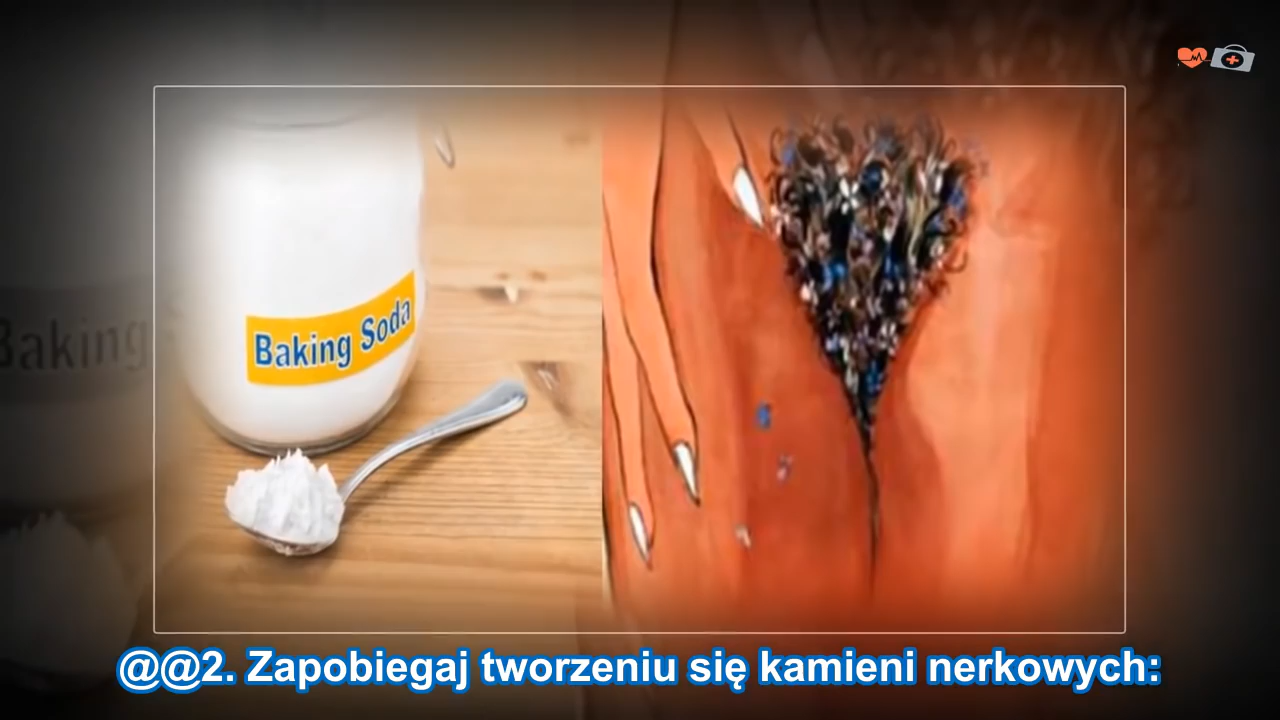 Baking Soda
Baking
@@2. Zapobiegaj tworzeniu się kamieni nerkowych: